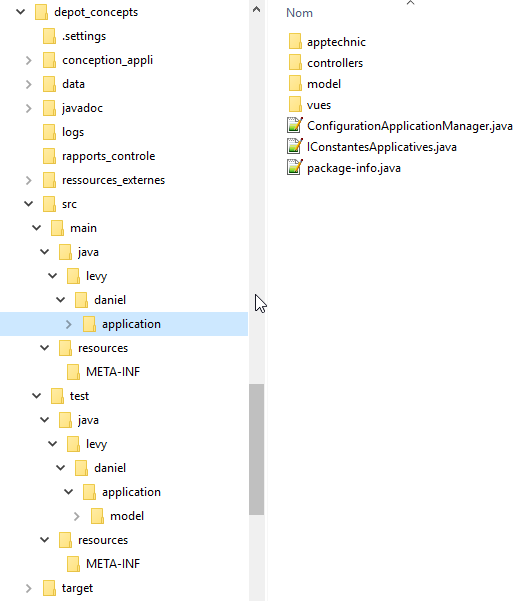 depot_concepts
.settings
conception_appli
data
javadoc
logs
rapports_controle
ressources_externes
src
main
java
levy
daniel
application
resources
META-INF
test
java
levy
daniel
application
model
resources
META-INF
target
Nom
apptechnic
controllers
model
vues
ConfigurationApplicationManager.java
IConstantesApplicatives.java
package-info.java